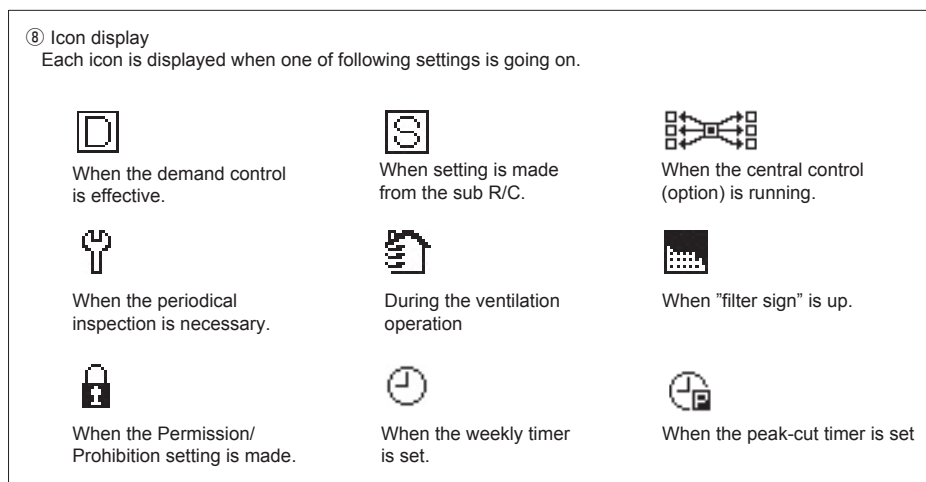 ⑧ Icon display
Each icon is displayed when one of following settings is going on.
D
S
When the demand control
is effective.
When setting is made
from the sub R/C.
When the central control
(option) is running.
When the periodical
inspection is necessary.
During the ventilation
operation
When ”filter sign” is up.
P
When the Permission/
Prohibition setting is made.
When the weekly timer
is set.
When the peak-cut timer is set